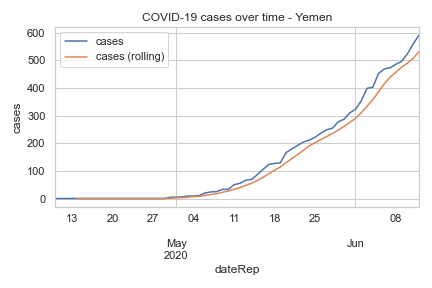 COVID-19 cases over time - Yemen
cases
cases (rolling)
600
500
400
300
200
100
0
cases
13 20 27 04 11 18 25 08
May Jun
2020
dateRep